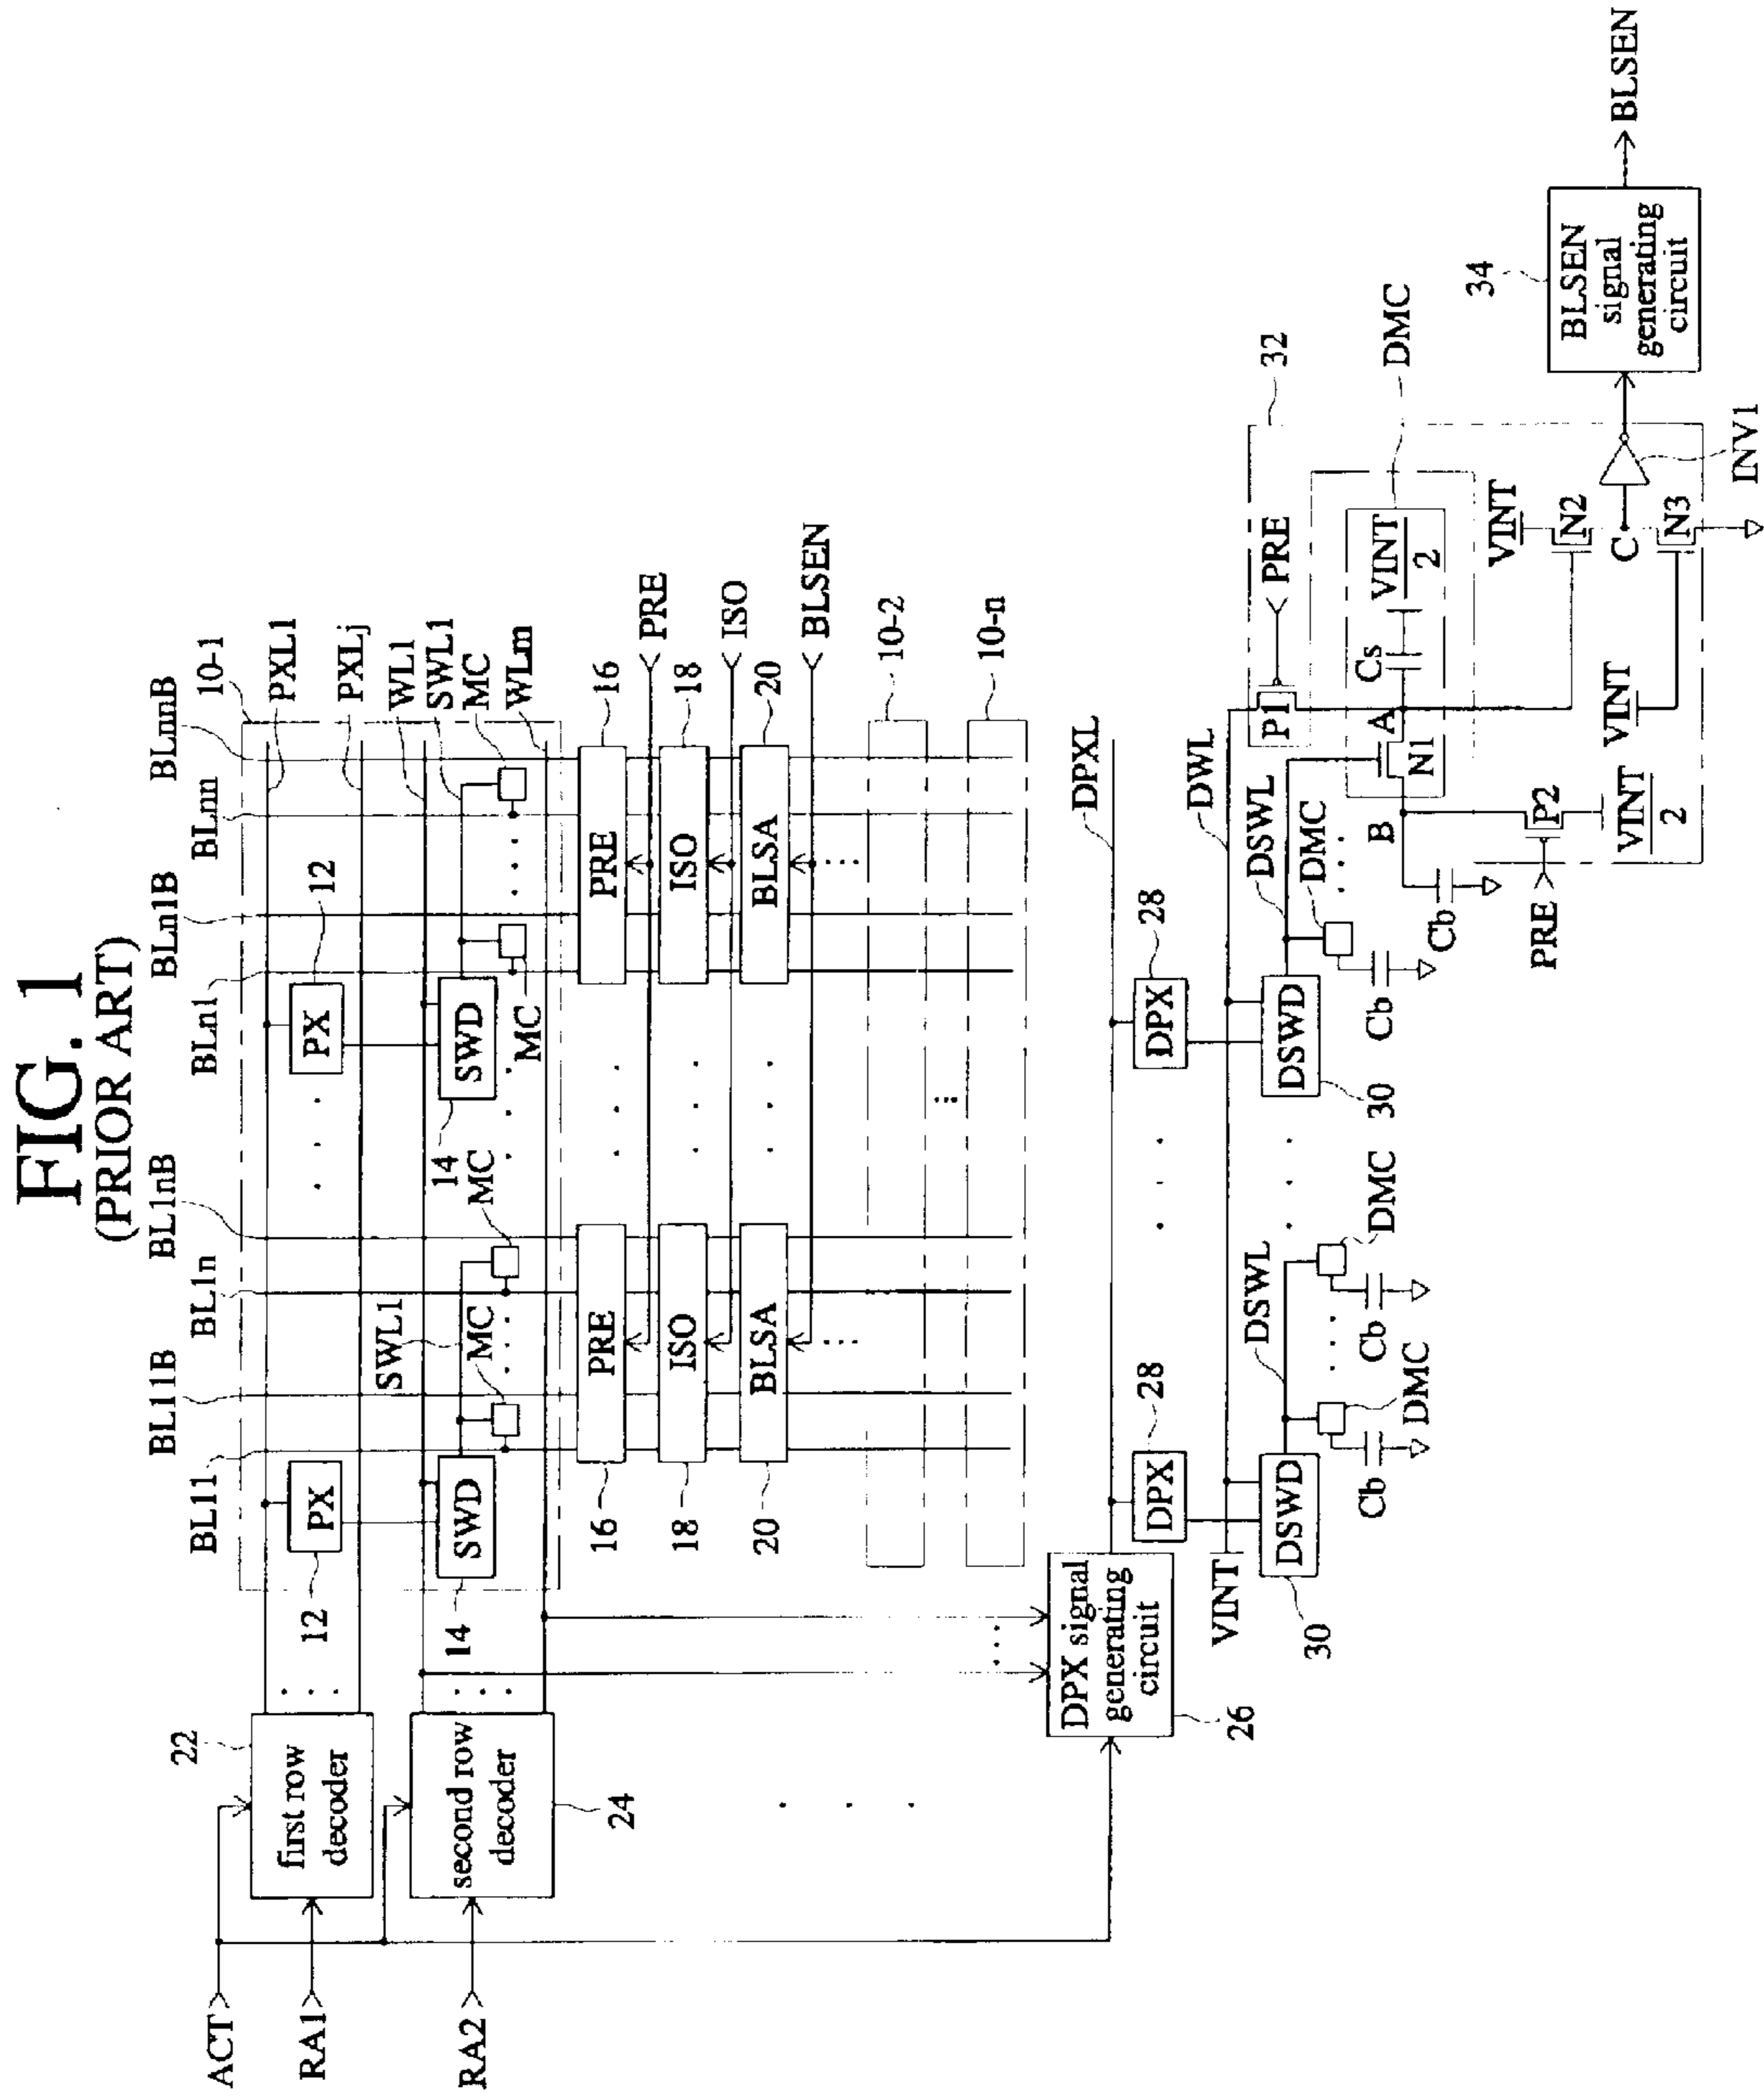 FIG. 1
(PRIOR ART)
BL11
BL11B
BL1n
BL1nB
BLn1
BLn1B
BLnn
BLnnB
10-1
PXL1
PXLj
WL1
SWL1
MC
WLm
ACT
RA1
RA2
22
first row
decoder
second row
decoder
24
12
PX
12
PX
14
SWD
SWL1
MC
MC
14
SWD
MC
16
PRE
PRE
16
PRE
18
ISO
ISO
18
ISO
20
BLSA
BLSA
20
BLSEN
10-2
10-n
DPX signal
generating
circuit
26
DPXL
28
DPX
28
DPX
VINT
DWL
30
DSWD
DSWL
DMC
DMC
Cb
Cb
30
DSWD
DSWL
DMC
Cb
P1
PRE
32
N1
A
Cs
VINT
2
DMC
B
Cb
PRE
P2
VINT
2
VINT
N2
C
VINT
N3
INV1
34
BLSEN
signal
generating
circuit
BLSEN